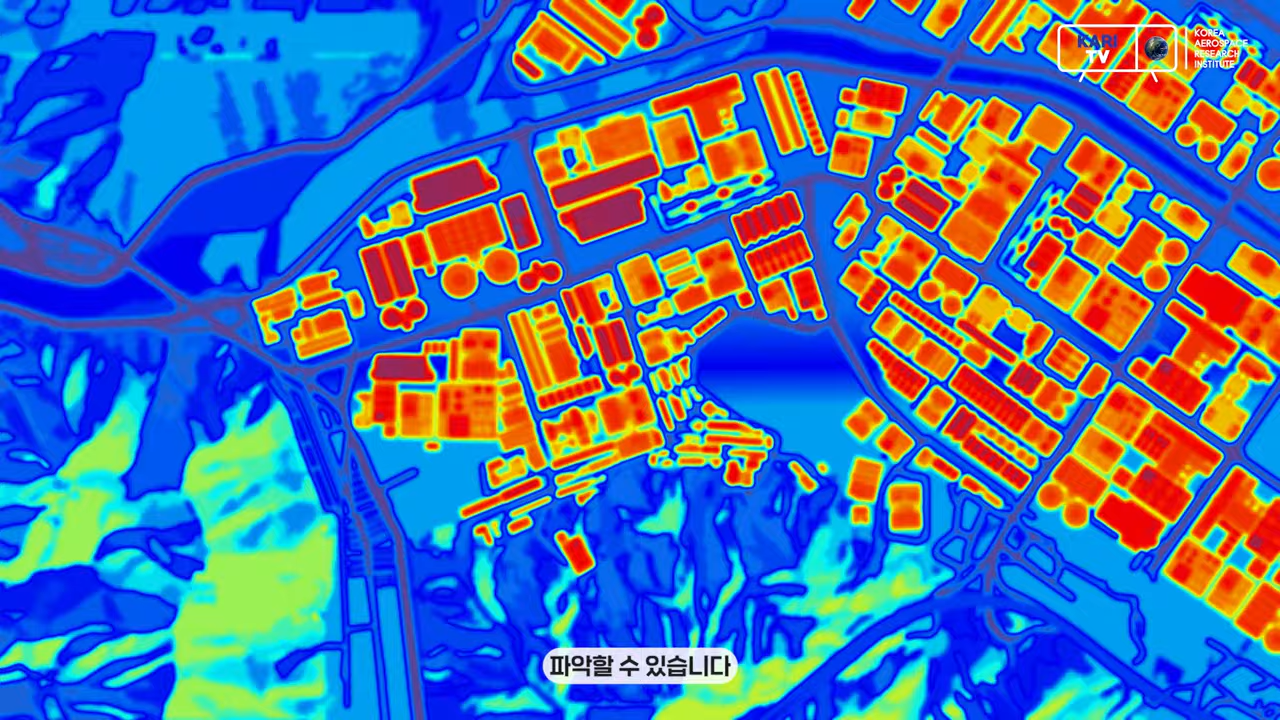 KARI
TV
KOREA
AEROSPACE
RESEARCH
INSTITUTE
파악할 수 있습니다